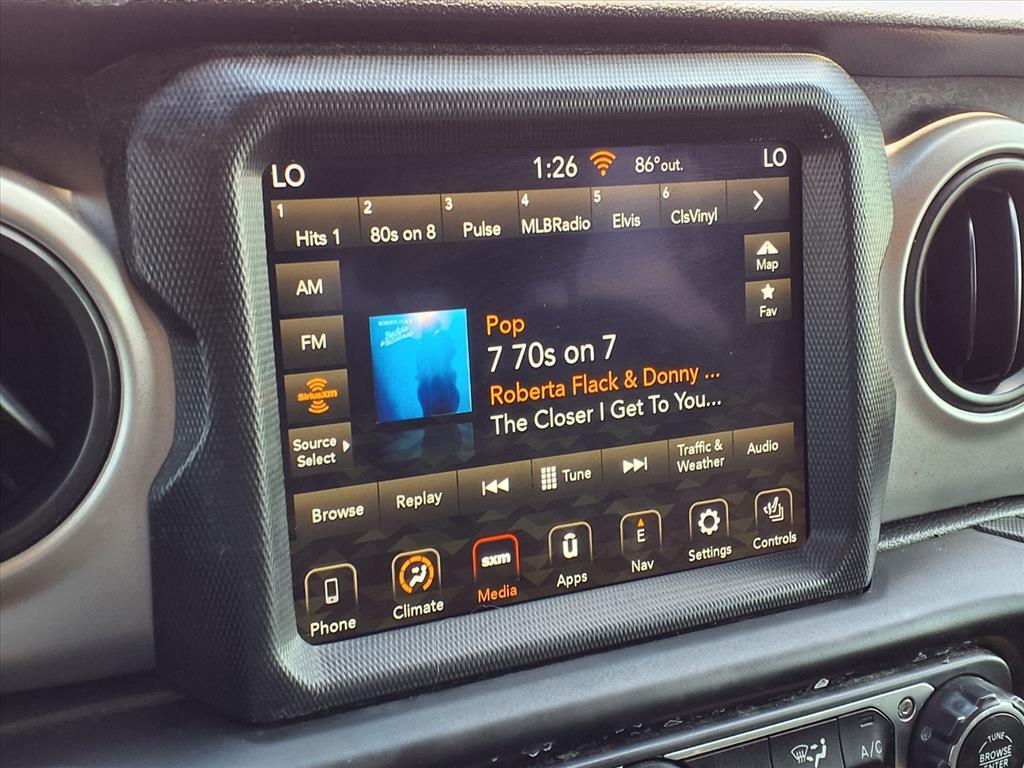 LO 1:26 86°out. LO
1 Hits 1
2 80s on 8
3 Pulse
4 MLBRadio
5 Elvis
6 ClsVinyl
AM
FM
SiriusXM
Source
Select
Map
Fav
ROBERTA FLACK
Pop
7 70s on 7
Roberta Flack & Donny ...
The Closer I Get To You...
Browse
Replay
Tune
Traffic &
Weather
Audio
Phone
Climate
sxm
Media
Apps
E
Nav
Settings
Controls
A/C
TUNE
BROWSE
ENTER